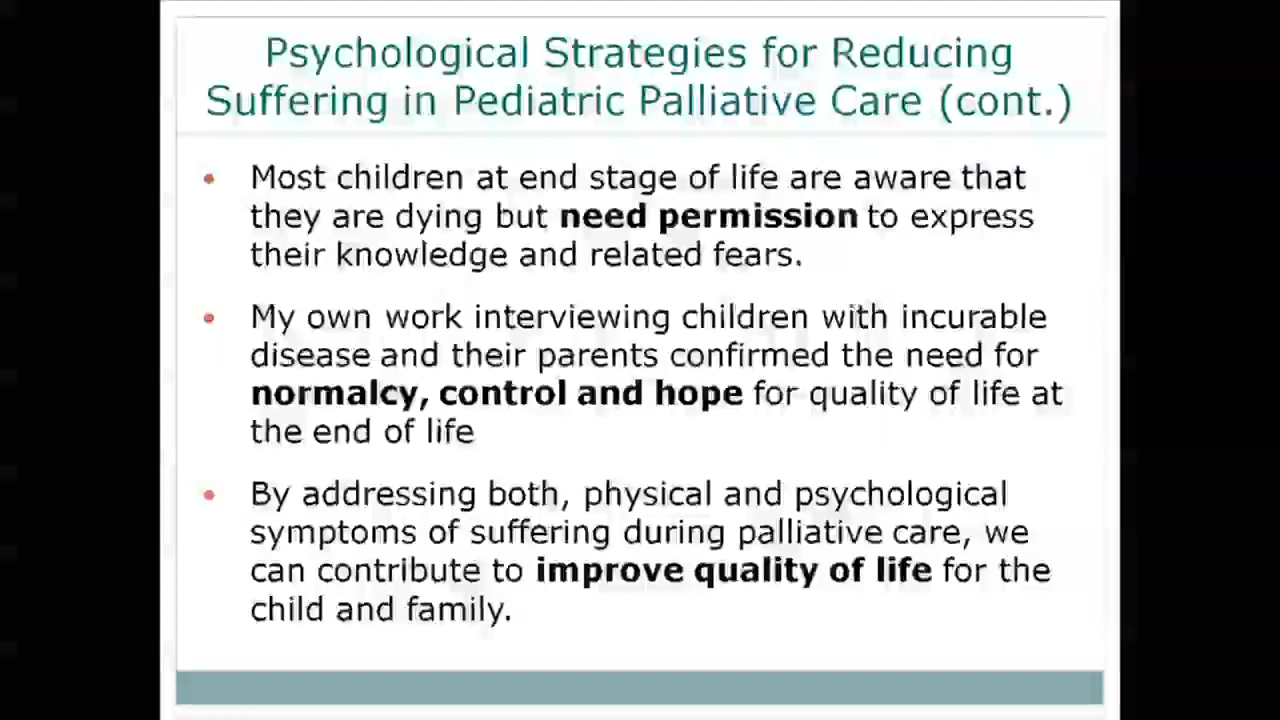 Psychological Strategies for Reducing
Suffering in Pediatric Palliative Care (cont.)
• Most children at end stage of life are aware that
they are dying but need permission to express
their knowledge and related fears.
• My own work interviewing children with incurable
disease and their parents confirmed the need for
normalcy, control and hope for quality of life at
the end of life
• By addressing both, physical and psychological
symptoms of suffering during palliative care, we
can contribute to improve quality of life for the
child and family.